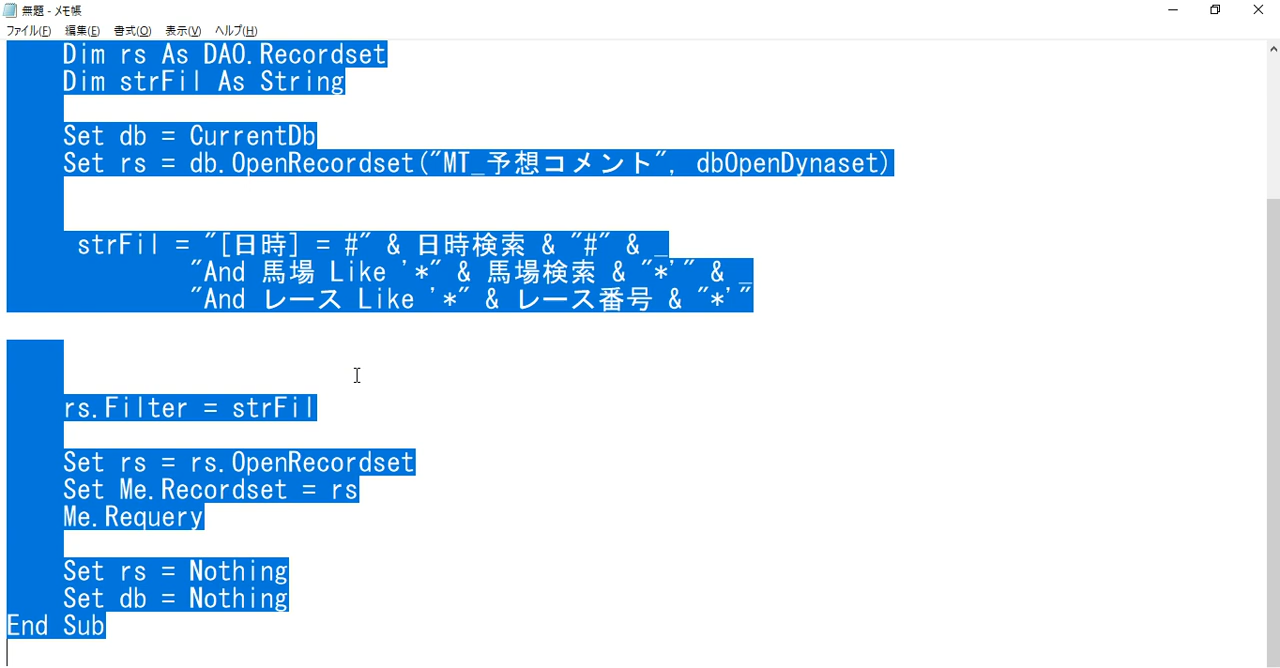 無題 - メモ帳
ファイル(F) 編集(E) 書式(O) 表示(V) ヘルプ(H)
Dim rs As DAO.Recordset
Dim strFil As String
Set db = CurrentDb
Set rs = db.OpenRecordset("MT_予想コメント", dbOpenDynaset)
strFil = "[日時] = #" & 日時検索 & "#" & _
"And 馬場 Like '*" & 馬場検索 & "*'" & _
"And レース Like '*" & レース番号 & "*'"
rs.Filter = strFil
Set rs = rs.OpenRecordset
Set Me.Recordset = rs
Me.Requery
Set rs = Nothing
Set db = Nothing
End Sub